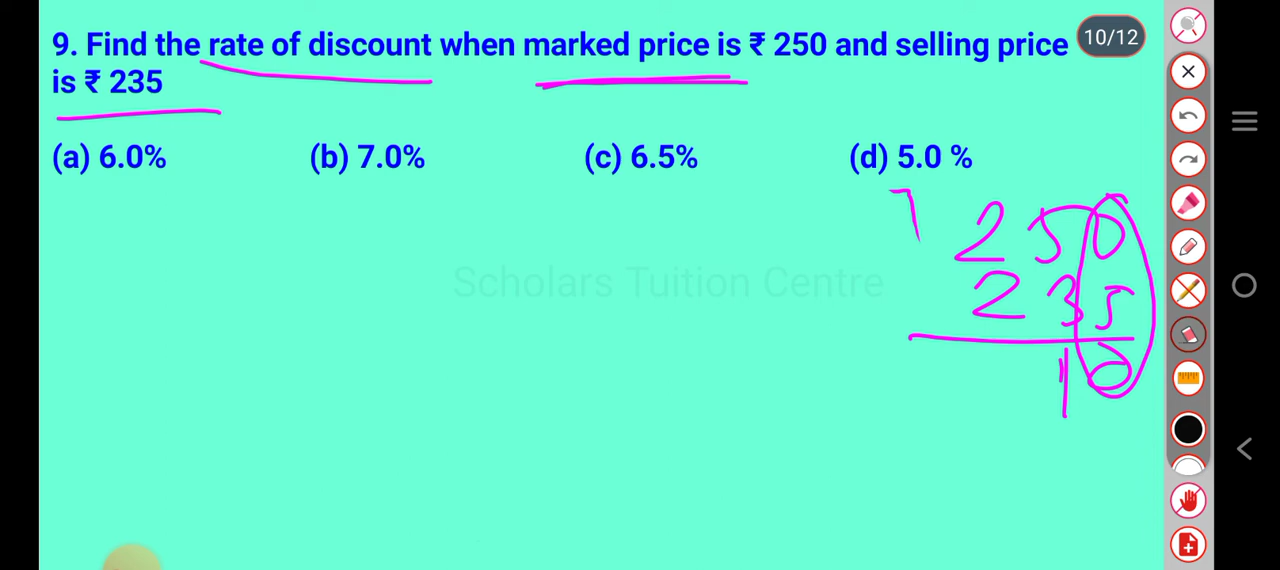 9. Find the rate of discount when marked price is ₹ 250 and selling price
is ₹ 235
10/12
(a) 6.0% (b) 7.0% (c) 6.5% (d) 5.0 %
Scholars Tuition Centre
250
235
10